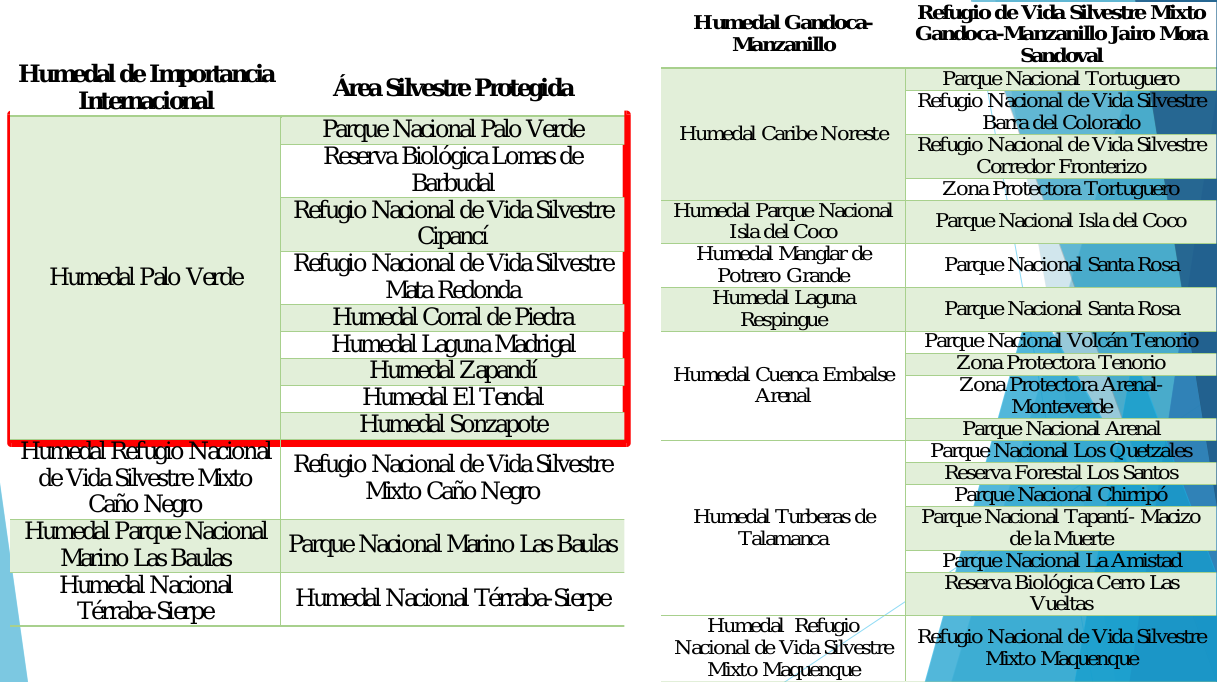 Humedal de Importancia
Internacional
Área Silvestre Protegida
Humedal Palo Verde
Parque Nacional Palo Verde
Reserva Biológica Lomas de
Barbudal
Refugio Nacional de Vida Silvestre
Cipancí
Refugio Nacional de Vida Silvestre
Mata Redonda
Humedal Corral de Piedra
Humedal Laguna Madrigal
Humedal Zapandí
Humedal El Tendal
Humedal Sonzapote
Humedal Refugio Nacional
de Vida Silvestre Mixto
Caño Negro
Refugio Nacional de Vida Silvestre
Mixto Caño Negro
Humedal Parque Nacional
Marino Las Baulas
Parque Nacional Marino Las Baulas
Humedal Nacional
Térraba-Sierpe
Humedal Nacional Térraba-Sierpe
Humedal Gandoca-
Manzanillo
Refugio de Vida Silvestre Mixto
Gandoca-Manzanillo Jairo Mora
Sandoval
Humedal Caribe Noreste
Parque Nacional Tortuguero
Refugio Nacional de Vida Silvestre
Barra del Colorado
Refugio Nacional de Vida Silvestre
Corredor Fronterizo
Zona Protectora Tortuguero
Humedal Parque Nacional
Isla del Coco
Parque Nacional Isla del Coco
Humedal Manglar de
Potrero Grande
Parque Nacional Santa Rosa
Humedal Laguna
Respingue
Parque Nacional Santa Rosa
Humedal Cuenca Embalse
Arenal
Parque Nacional Volcán Tenorio
Zona Protectora Tenorio
Zona Protectora Arenal-
Monteverde
Parque Nacional Arenal
Humedal Turberas de
Talamanca
Parque Nacional Los Quetzales
Reserva Forestal Los Santos
Parque Nacional Chirripó
Parque Nacional Tapantí- Macizo
de la Muerte
Parque Nacional La Amistad
Reserva Biológica Cerro Las
Vueltas
Humedal  Refugio
Nacional de Vida Silvestre
Mixto Maquenque
Refugio Nacional de Vida Silvestre
Mixto Maquenque